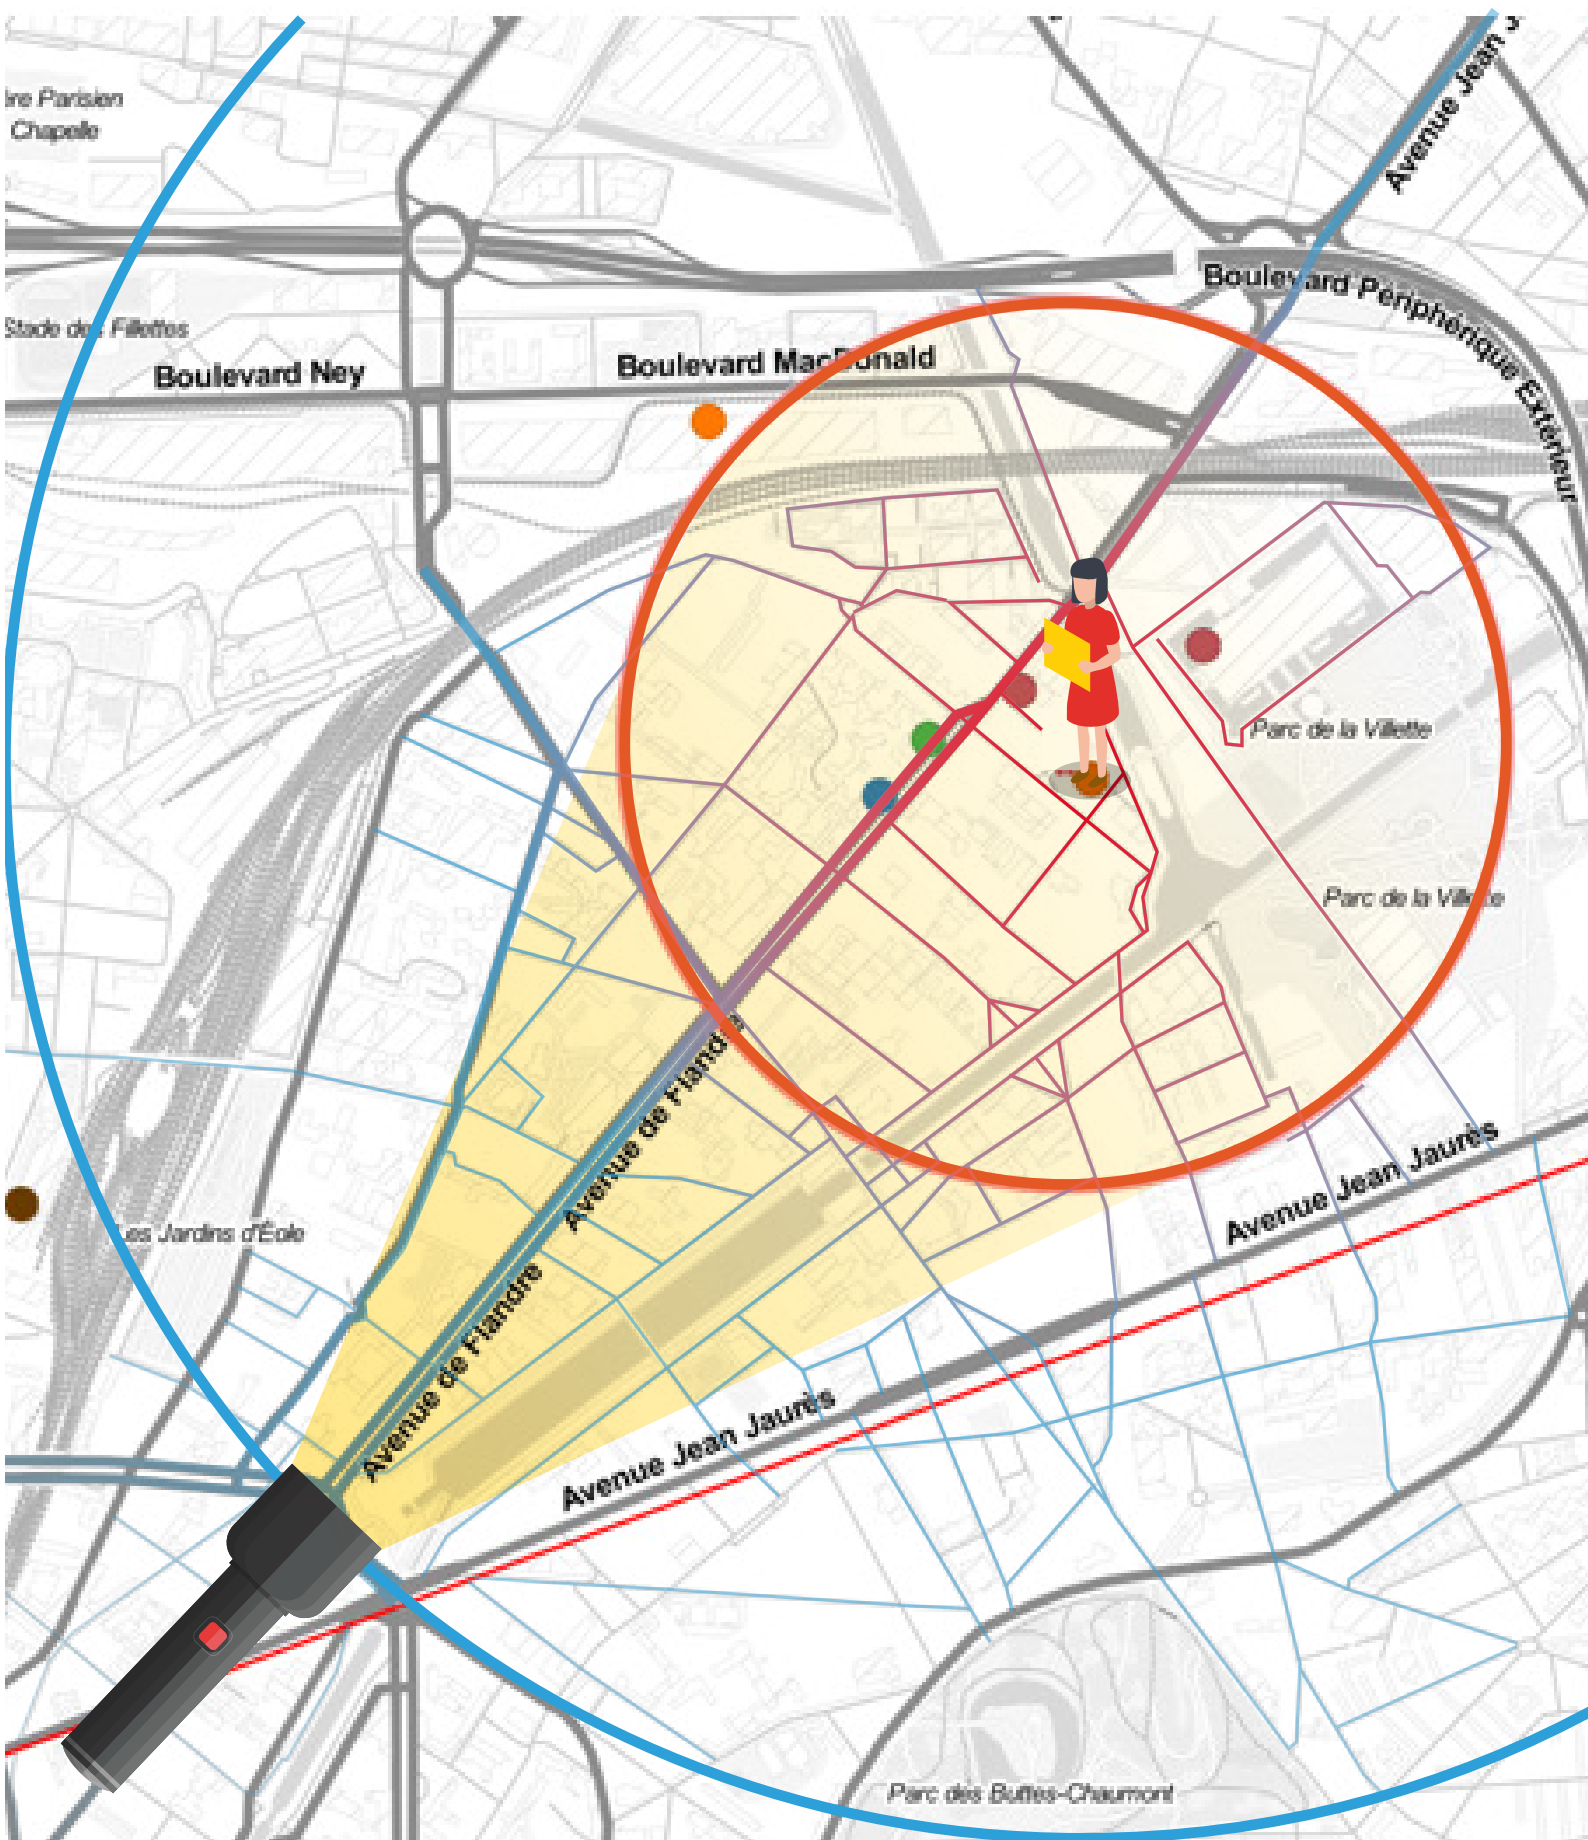 Avenue Jean J
ère Parisien
Chapelle
Boulevard Périphérique Extérieur
Stade des Fillettes
Boulevard Ney
Boulevard MacDonald
Parc de la Villette
Parc de la Villette
Avenue de Flandre
Avenue Jean Jaurès
Les Jardins d'Éole
Avenue de Flandre
Avenue Jean Jaurès
Parc des Buttes-Chaumont